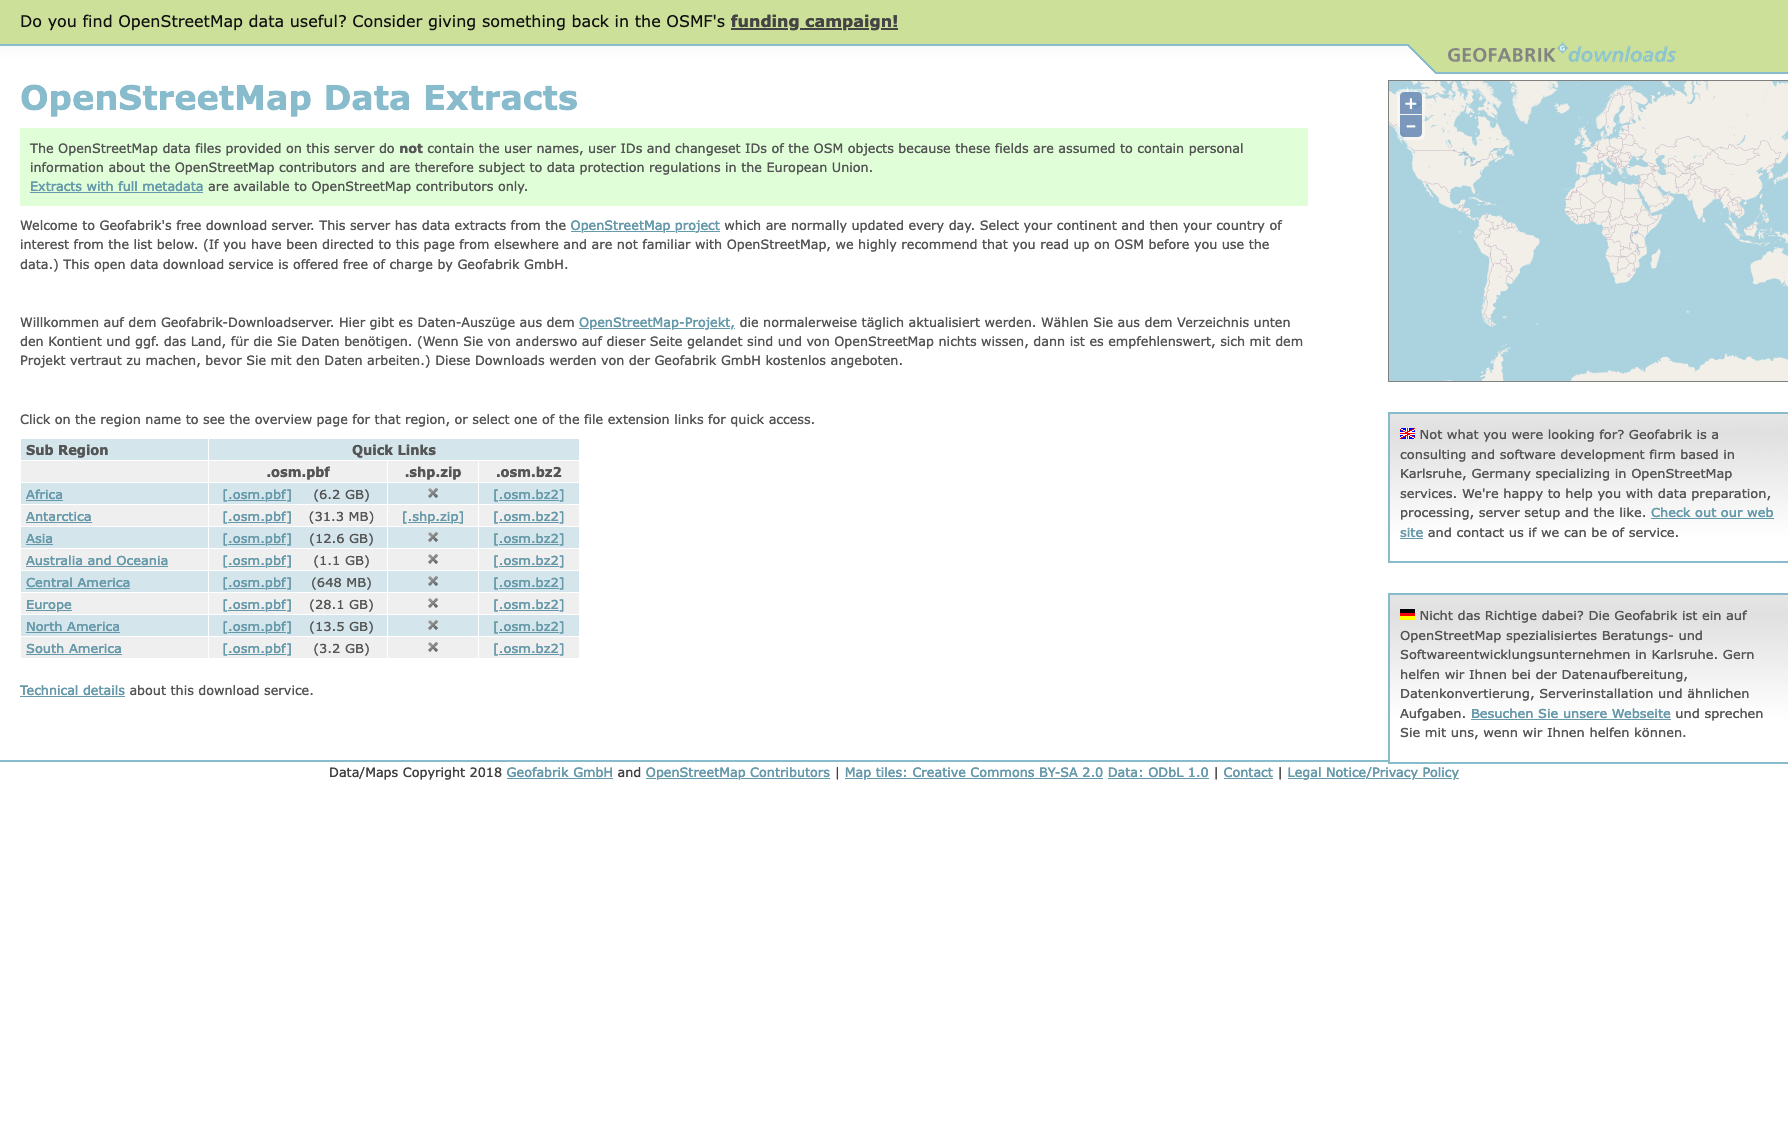 Do you find OpenStreetMap data useful? Consider giving something back in the OSMF's funding campaign!
GEOFABRIK downloads
OpenStreetMap Data Extracts
The OpenStreetMap data files provided on this server do not contain the user names, user IDs and changeset IDs of the OSM objects because these fields are assumed to contain personal
information about the OpenStreetMap contributors and are therefore subject to data protection regulations in the European Union.
Extracts with full metadata are available to OpenStreetMap contributors only.
Welcome to Geofabrik's free download server. This server has data extracts from the OpenStreetMap project which are normally updated every day. Select your continent and then your country of
interest from the list below. (If you have been directed to this page from elsewhere and are not familiar with OpenStreetMap, we highly recommend that you read up on OSM before you use the
data.) This open data download service is offered free of charge by Geofabrik GmbH.
Willkommen auf dem Geofabrik-Downloadserver. Hier gibt es Daten-Auszüge aus dem OpenStreetMap-Projekt, die normalerweise täglich aktualisiert werden. Wählen Sie aus dem Verzeichnis unten
den Kontient und ggf. das Land, für die Sie Daten benötigen. (Wenn Sie von anderswo auf dieser Seite gelandet sind und von OpenStreetMap nichts wissen, dann ist es empfehlenswert, sich mit dem
Projekt vertraut zu machen, bevor Sie mit den Daten arbeiten.) Diese Downloads werden von der Geofabrik GmbH kostenlos angeboten.
Click on the region name to see the overview page for that region, or select one of the file extension links for quick access.
Sub Region Quick Links
.osm.pbf .shp.zip .osm.bz2
Africa [.osm.pbf] (6.2 GB) ✕ [.osm.bz2]
Antarctica [.osm.pbf] (31.3 MB) [.shp.zip] [.osm.bz2]
Asia [.osm.pbf] (12.6 GB) ✕ [.osm.bz2]
Australia and Oceania [.osm.pbf] (1.1 GB) ✕ [.osm.bz2]
Central America [.osm.pbf] (648 MB) ✕ [.osm.bz2]
Europe [.osm.pbf] (28.1 GB) ✕ [.osm.bz2]
North America [.osm.pbf] (13.5 GB) ✕ [.osm.bz2]
South America [.osm.pbf] (3.2 GB) ✕ [.osm.bz2]
Technical details about this download service.
+
−
Not what you were looking for? Geofabrik is a
consulting and software development firm based in
Karlsruhe, Germany specializing in OpenStreetMap
services. We're happy to help you with data preparation,
processing, server setup and the like. Check out our web
site and contact us if we can be of service.
Nicht das Richtige dabei? Die Geofabrik ist ein auf
OpenStreetMap spezialisiertes Beratungs- und
Softwareentwicklungsunternehmen in Karlsruhe. Gern
helfen wir Ihnen bei der Datenaufbereitung,
Datenkonvertierung, Serverinstallation und ähnlichen
Aufgaben. Besuchen Sie unsere Webseite und sprechen
Sie mit uns, wenn wir Ihnen helfen können.
Data/Maps Copyright 2018 Geofabrik GmbH and OpenStreetMap Contributors | Map tiles: Creative Commons BY-SA 2.0 Data: ODbL 1.0 | Contact | Legal Notice/Privacy Policy